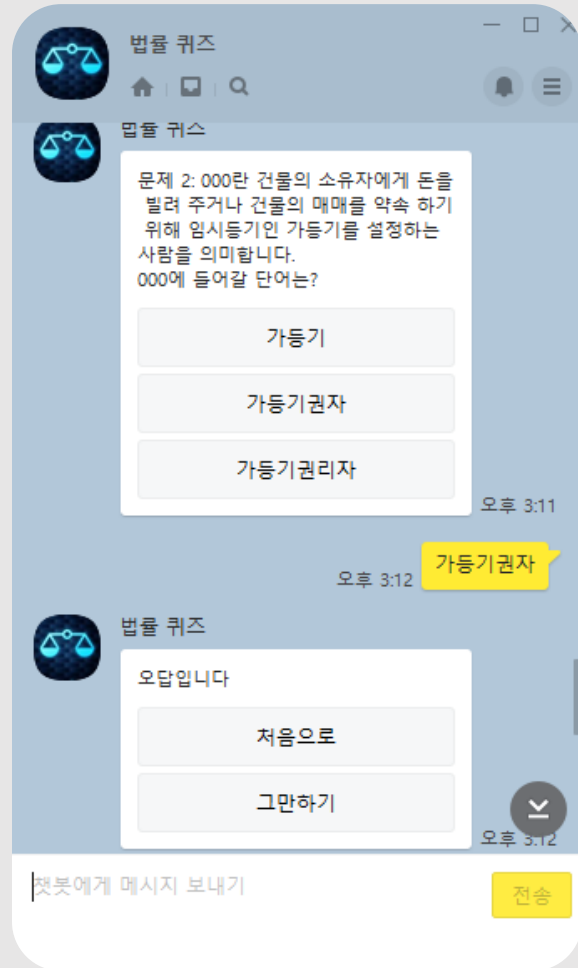 법률 퀴즈
법률 퀴즈
문제 2: 000란 건물의 소유자에게 돈을
빌려 주거나 건물의 매매를 약속 하기
위해 임시등기인 가등기를 설정하는
사람을 의미합니다.
000에 들어갈 단어는?
가등기
가등기권자
가등기권리자
오후 3:11
가등기권자
오후 3:12
법률 퀴즈
오답입니다
처음으로
그만하기
오후 3:12
챗봇에게 메시지 보내기
전송